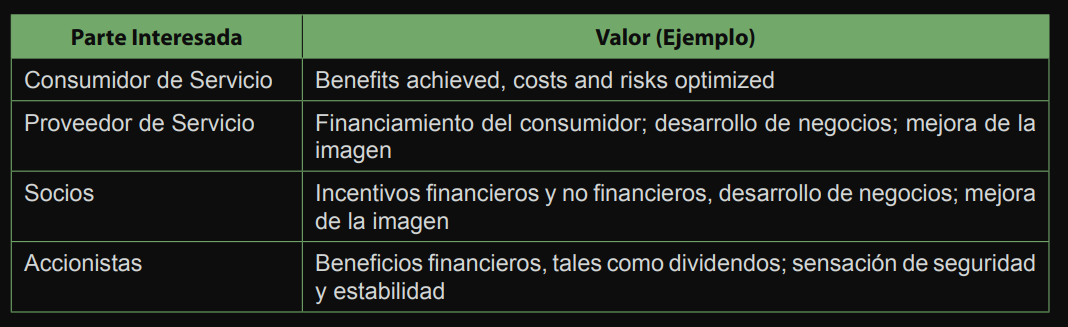 Parte Interesada
Valor (Ejemplo)
Consumidor de Servicio
Benefits achieved, costs and risks optimized
Proveedor de Servicio
Financiamiento del consumidor; desarrollo de negocios; mejora de la
imagen
Socios
Incentivos financieros y no financieros, desarrollo de negocios; mejora
de la imagen
Accionistas
Beneficios financieros, tales como dividendos; sensación de seguridad
y estabilidad